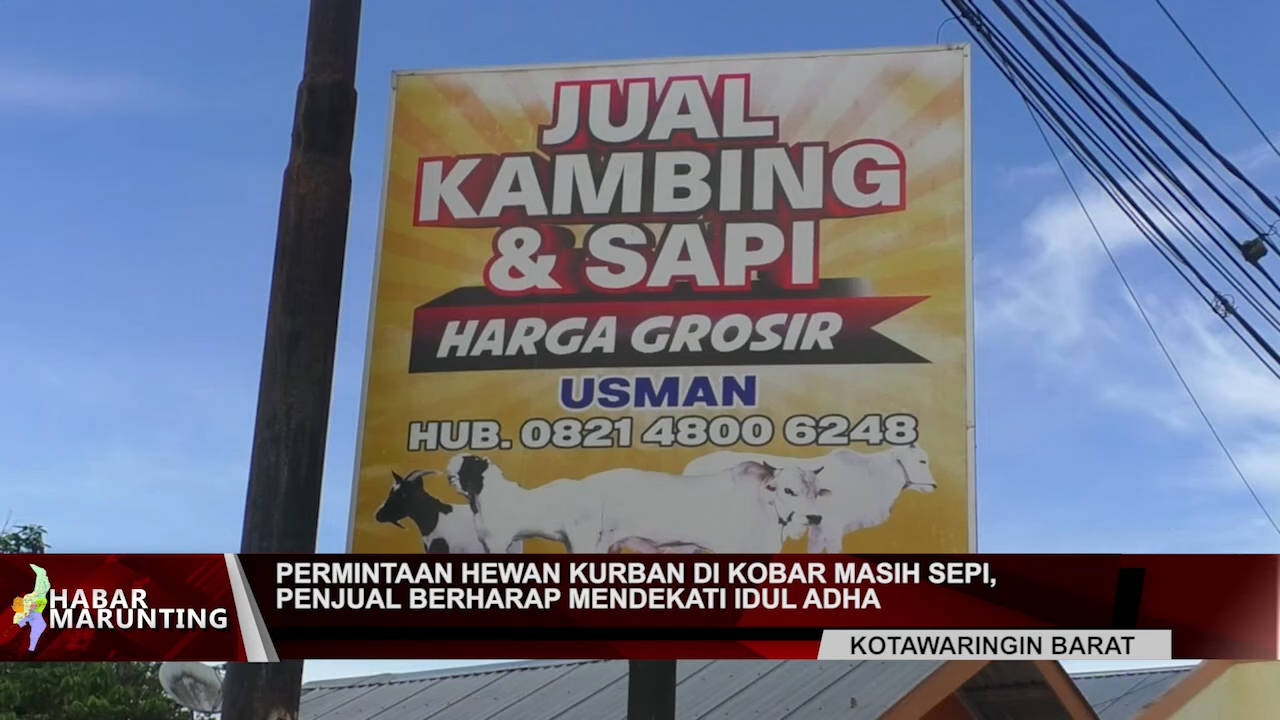 JUAL
KAMBING
& SAPI
HARGA GROSIR
USMAN
HUB. 0821 4800 6248
HABAR
MARUNTING
PERMINTAAN HEWAN KURBAN DI KOBAR MASIH SEPI,
PENJUAL BERHARAP MENDEKATI IDUL ADHA
KOTAWARINGIN BARAT